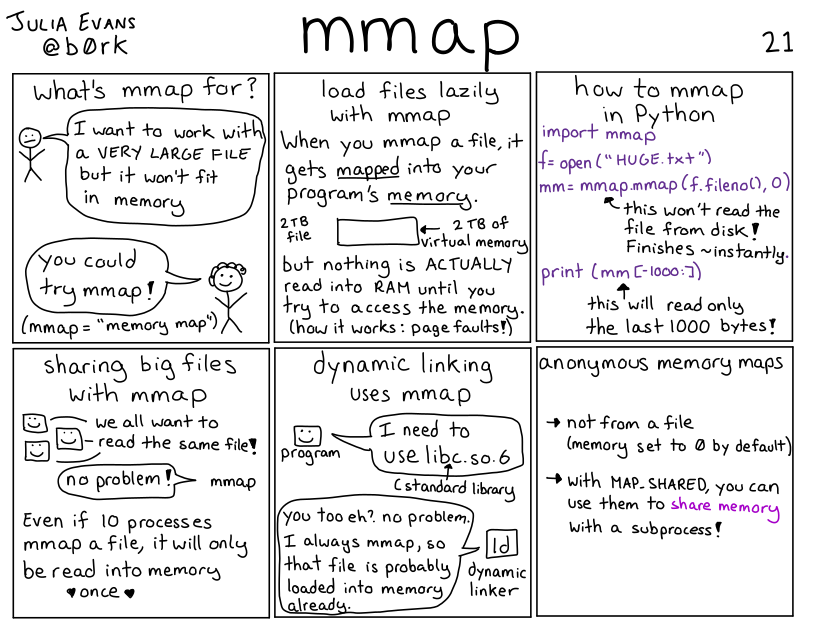 JULIA EVANS
@b0rk
mmap
21
what's mmap for?
I want to work with
a VERY LARGE FILE
but it won't fit
in memory
you could
try mmap!
(mmap = "memory map")
load files lazily
with mmap
When you mmap a file, it
gets mapped into your
program's memory.
2 TB
file
← 2 TB of
virtual memory
but nothing is ACTUALLY
read into RAM until you
try to access the memory.
(how it works: page faults!)
how to mmap
in Python
import mmap
f= open("HUGE.txt")
mm= mmap.mmap(f.fileno(), 0)
this won't read the
file from disk!
Finishes ~instantly.
print (mm[-1000:])
this will read only
the last 1000 bytes!
sharing big files
with mmap
we all want to
read the same file!
no problem!
mmap
Even if 10 processes
mmap a file, it will only
be read into memory
♥once♥
dynamic linking
uses mmap
program
I need to
use libc.so.6
(standard library
you too eh? no problem.
I always mmap, so
that file is probably
loaded into memory
already.
ld
dynamic
linker
anonymous memory maps
→ not from a file
(memory set to 0 by default)
→ with MAP_SHARED, you can
use them to share memory
with a subprocess!